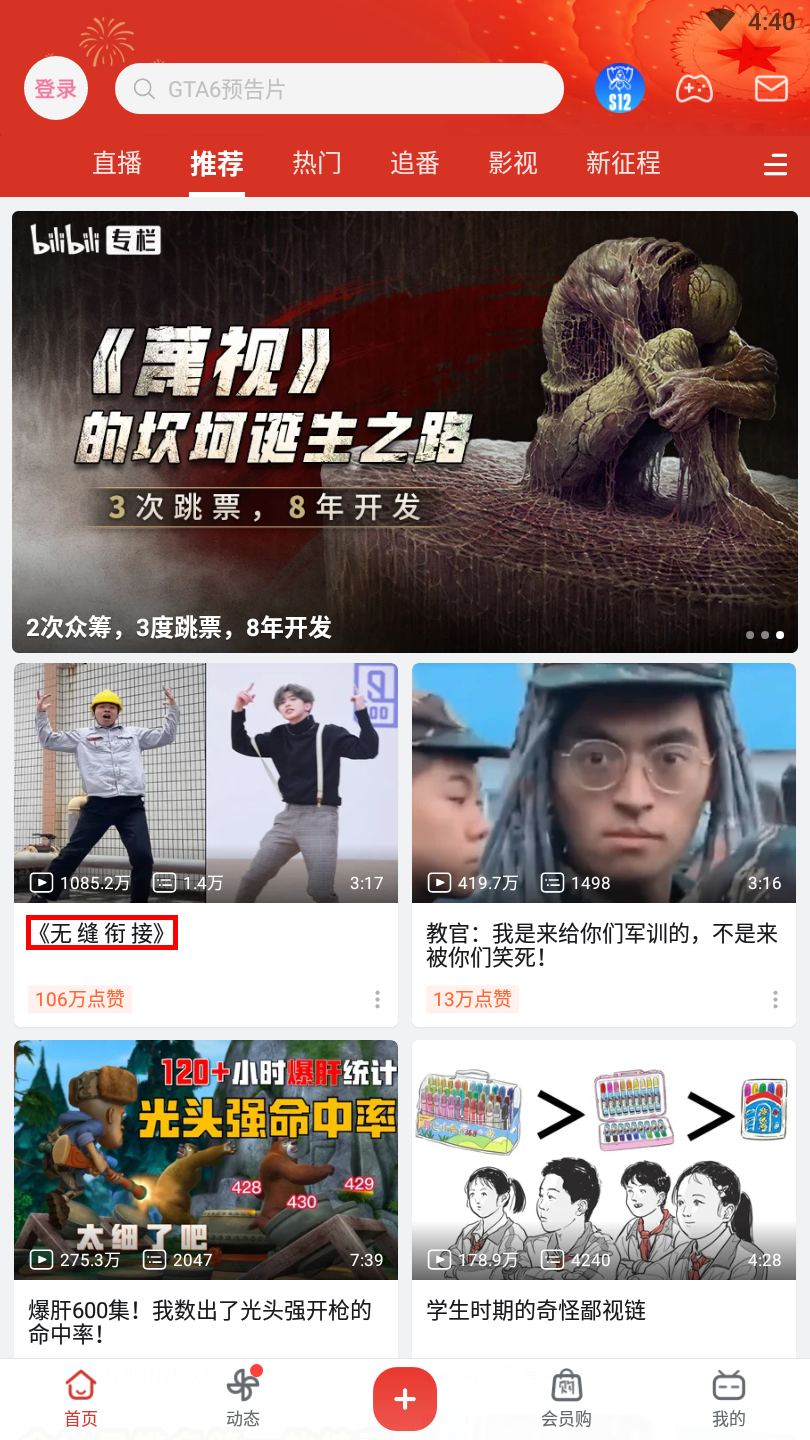 4:40
登录
GTA6预告片
S12
直播
推荐
热门
追番
影视
新征程
bilibili 专栏
《萬视》
的坎坷诞生之路
3次跳票，8年开发
2次众筹，3度跳票，8年开发
1085.2万
1.4万
3:17
《无 缝 衔 接》
106万点赞
419.7万
1498
3:16
教官：我是来给你们军训的，不是来
被你们笑死！
13万点赞
120+小时爆肝统计
光头强命中率
428
430
429
太细了吧
275.3万
2047
7:39
爆肝600集！我数出了光头强开枪的
命中率！
178.9万
4240
4:28
学生时期的奇怪鄙视链
首页
动态
会员购
我的